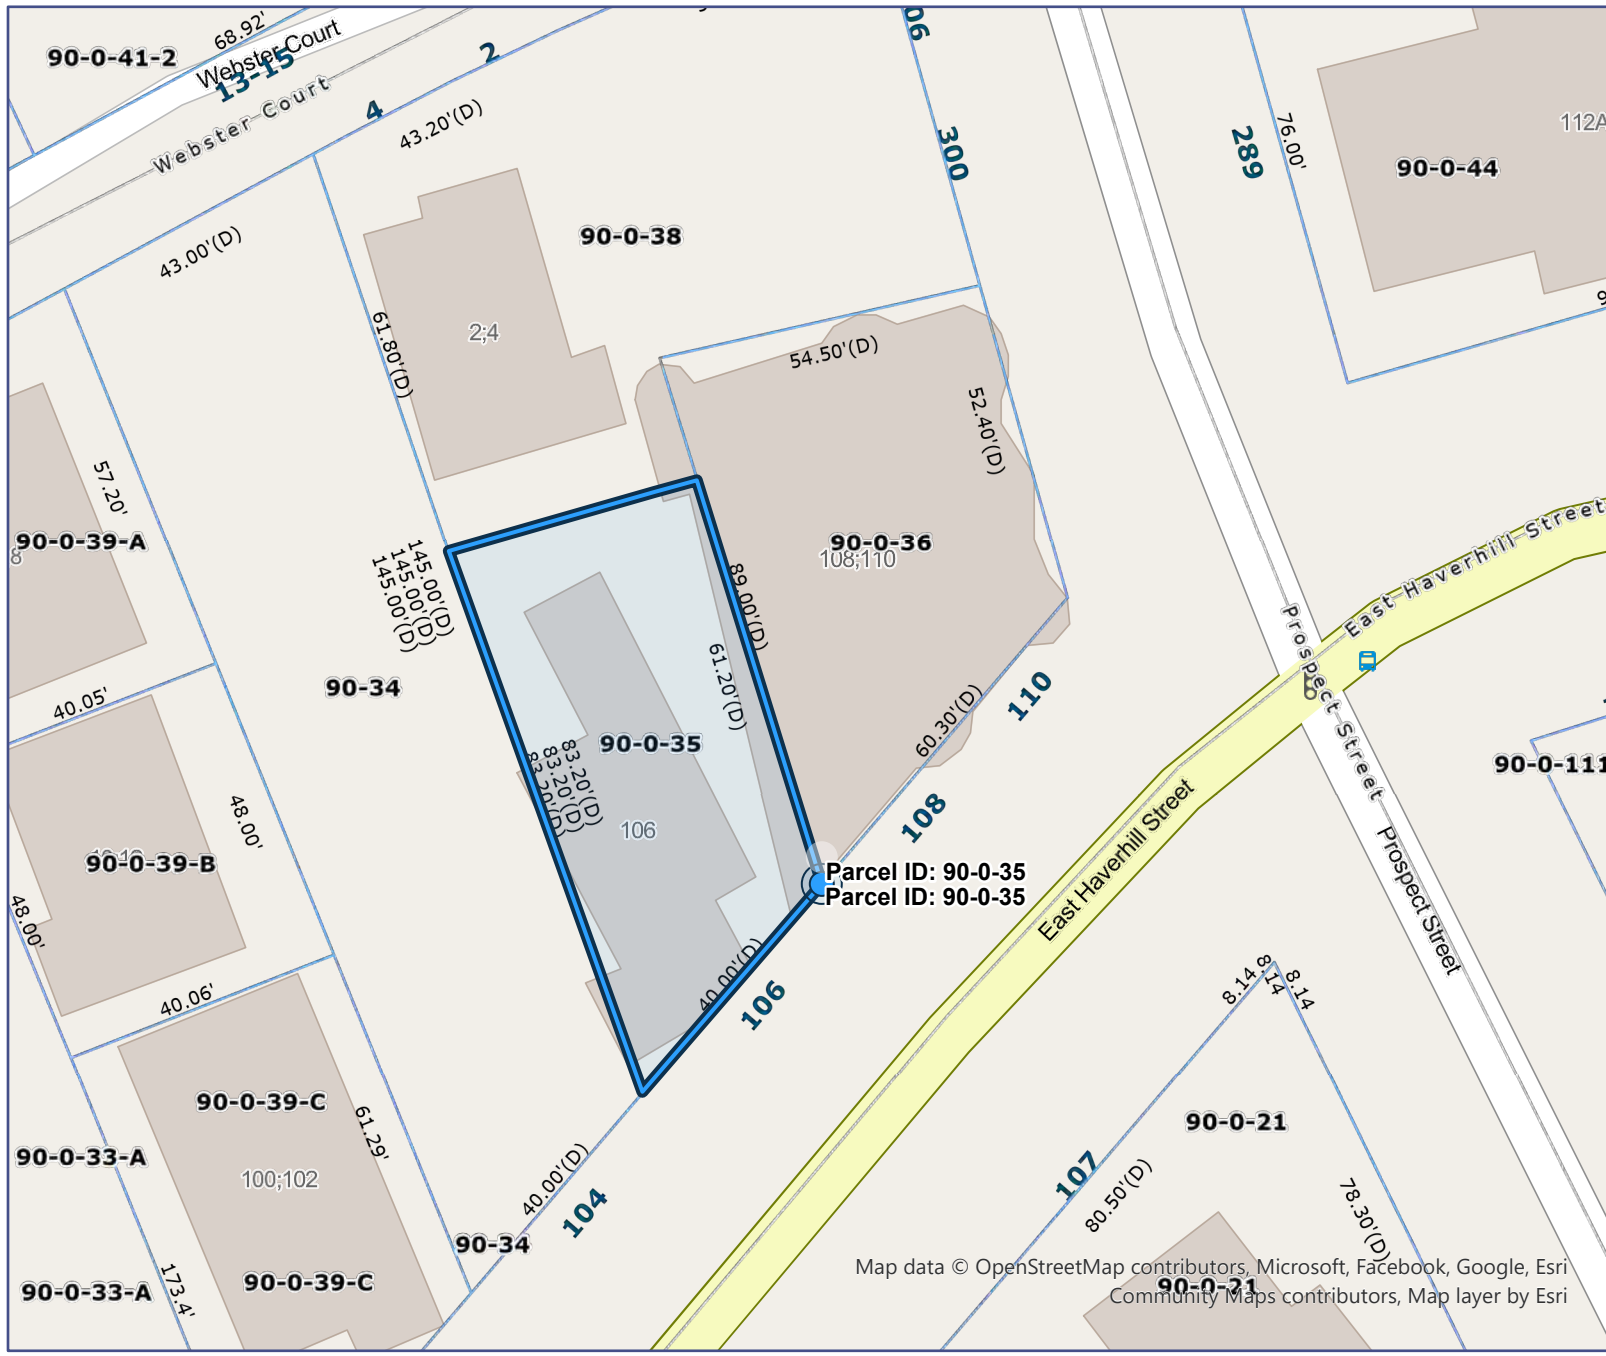 68.92'
90-0-41-2
Webster Court
13-15
Webster Court
2
4
43.20'(D)
43.00'(D)
06
300
289
76.00'
112A
90-0-44
90-0-38
2;4
61.80'(D)
54.50'(D)
52.40'(D)
57.20'
90-0-39-A
8
90-0-36
108;110
East Haverhill Street
Prospect Street
145.00'(D)
145.00'(D)
145.00'(D)
89.00'(D)
61.20'(D)
90-34
40.05'
60.30'(D)
110
90-0-35
83.20'(D)
83.20'(D)
83.20'(D)
90-0-111
48.00'
106
108
90-0-39-B
Parcel ID: 90-0-35
Parcel ID: 90-0-35
East Haverhill Street
Prospect Street
48.00'
40.00'(D)
106
40.06'
8.14
8.14
8.14
90-0-39-C
61.29'
90-0-21
90-0-33-A
100;102
40.00'(D)
104
107
80.50'(D)
78.30'(D)
90-34
90-0-39-C
90-0-33-A
173.4'
90-0-21
Map data © OpenStreetMap contributors, Microsoft, Facebook, Google, Esri
Community Maps contributors, Map layer by Esri